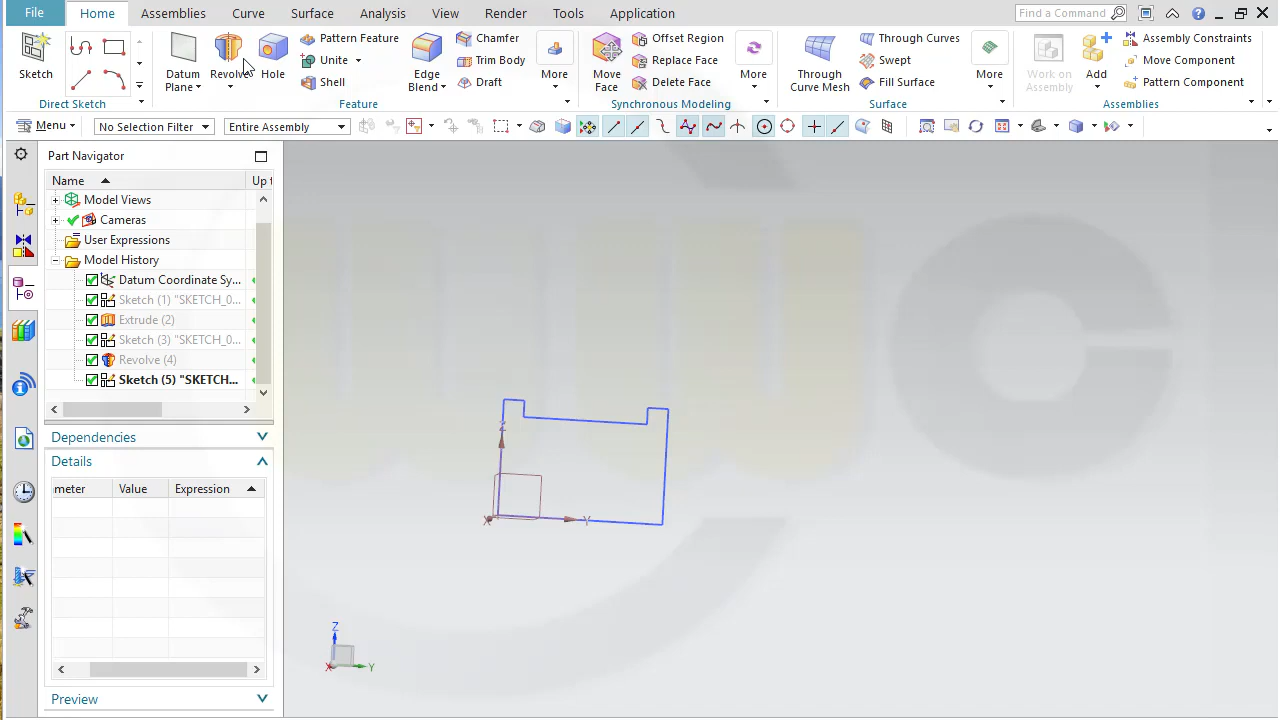 File Home Assemblies Curve Surface Analysis View Render Tools Application Find a Command
Sketch
Direct Sketch
Datum Plane
Revolve
Hole
Pattern Feature
Unite
Shell
Edge Blend
Chamfer
Trim Body
Draft
More
Feature
Move Face
Offset Region
Replace Face
Delete Face
More
Synchronous Modeling
Through Curve Mesh
Through Curves
Swept
Fill Surface
More
Surface
Work on Assembly
Add
Assembly Constraints
Move Component
Pattern Component
Assemblies
Menu No Selection Filter Entire Assembly
Part Navigator
Name Up t
Model Views
Cameras
User Expressions
Model History
Datum Coordinate Sy...
Sketch (1) "SKETCH_0...
Extrude (2)
Sketch (3) "SKETCH_0...
Revolve (4)
Sketch (5) "SKETCH...
Dependencies
Details
meter Value Expression
Preview
Z
X
Y
Z
X
Y